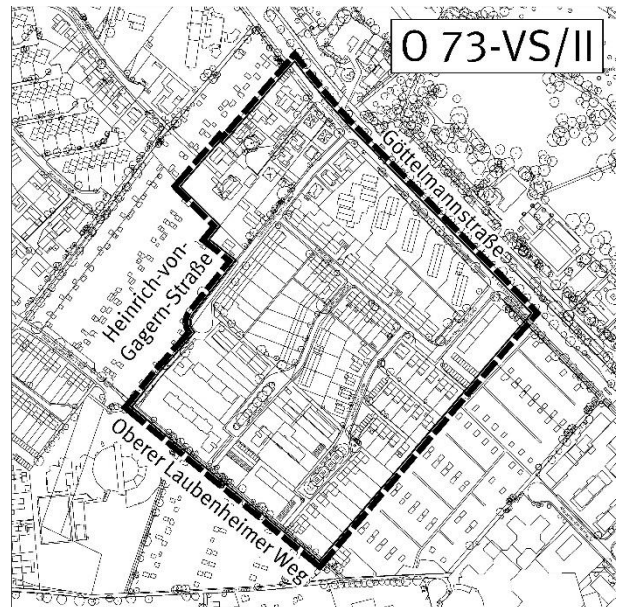 O 73-VS/II
Göttelmannstraße
Heinrich-von-
Gagern-Straße
Oberer Laubenheimer Weg